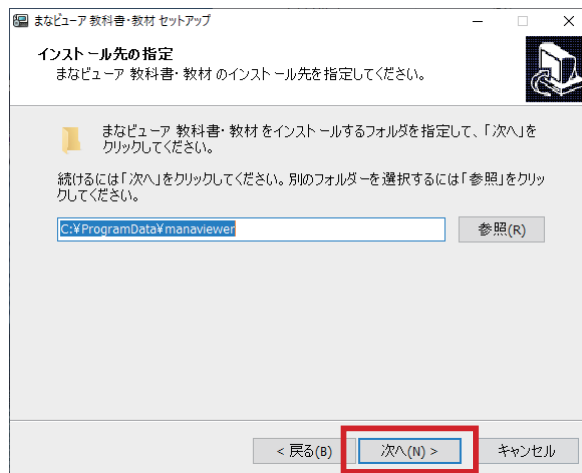 まなビューア 教科書・教材 セットアップ
インストール先の指定
まなビューア 教科書・教材 のインストール先を指定してください。
まなビューア 教科書・教材 をインストールするフォルダを指定して、「次へ」を
クリックしてください。
続けるには「次へ」をクリックしてください。別のフォルダーを選択するには「参照」をクリッ
クしてください。
C:¥ProgramData¥manaviewer
参照(R)
< 戻る(B)
次へ(N) >
キャンセル